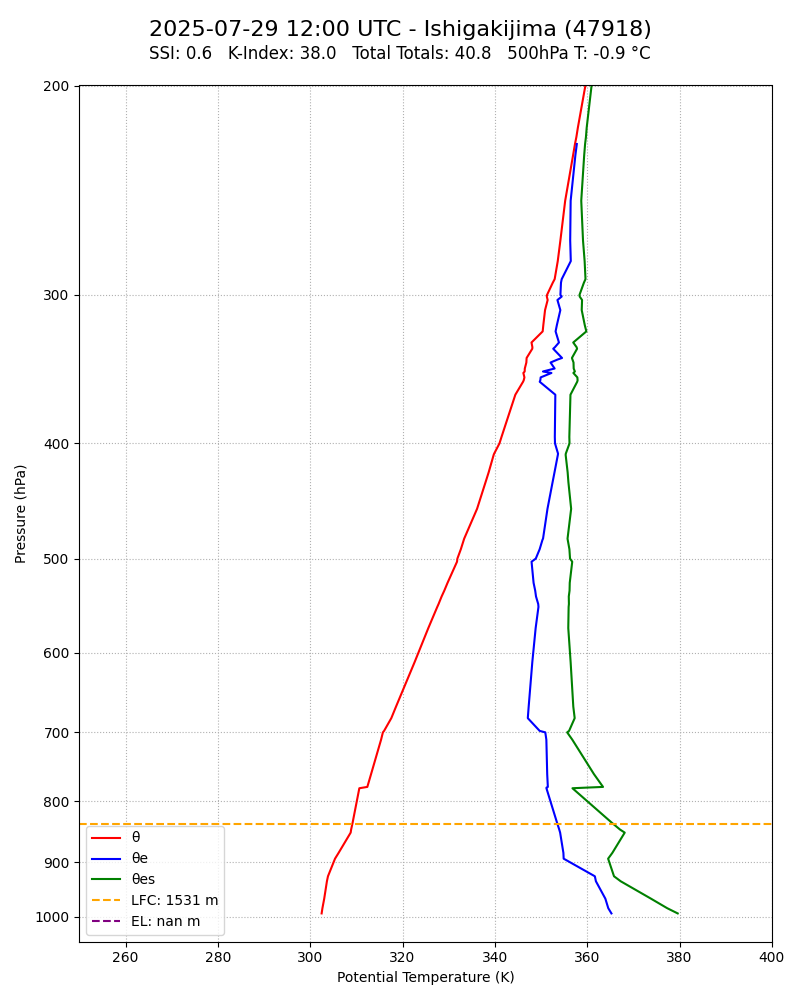 2025-07-29 12:00 UTC - Ishigakijima (47918)
SSI: 0.6 K-Index: 38.0 Total Totals: 40.8 500hPa T: -0.9 °C
200
300
400
500
600
700
800
900
1000
Pressure (hPa)
θ
θe
θes
LFC: 1531 m
EL: nan m
260 280 300 320 340 360 380 400
Potential Temperature (K)